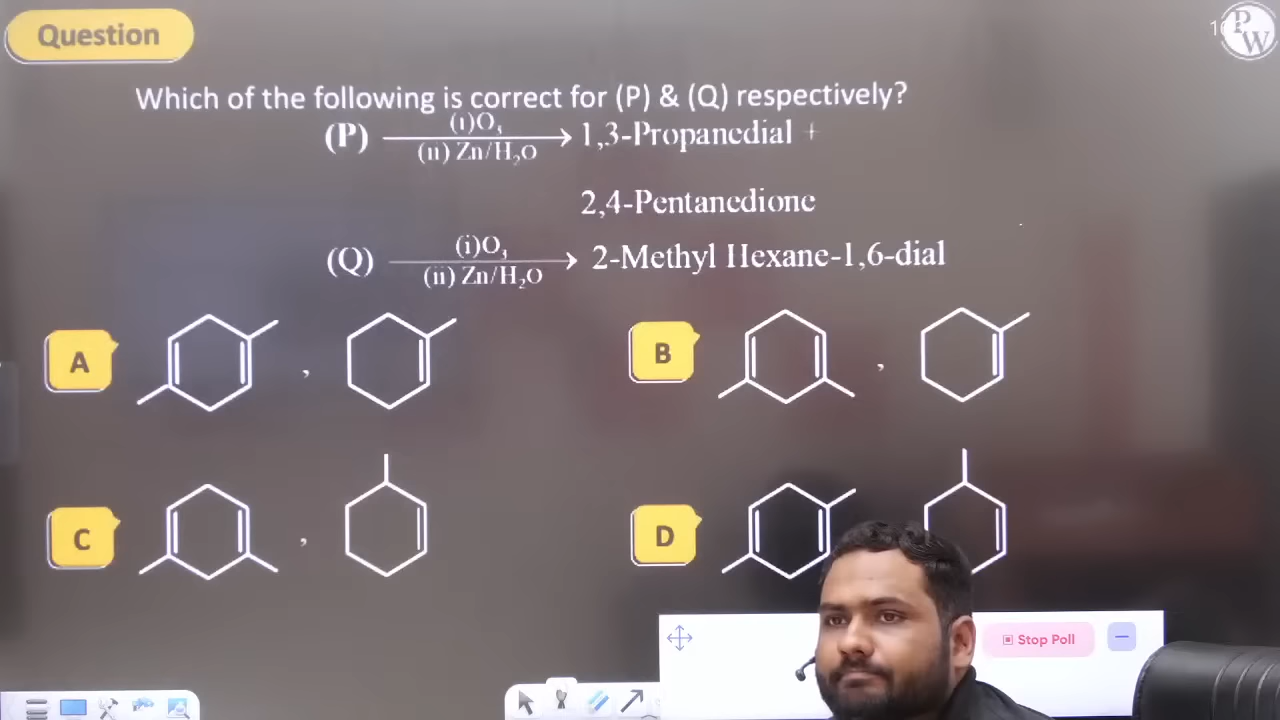 Question
PW
Which of the following is correct for (P) & (Q) respectively?
(P) (i)O₃ (ii) Zn/H₂O → 1,3-Propanedial +
2,4-Pentanedione
(Q) (i)O₃ (ii) Zn/H₂O → 2-Methyl Hexane-1,6-dial
A , B ,
C , D
Stop Poll